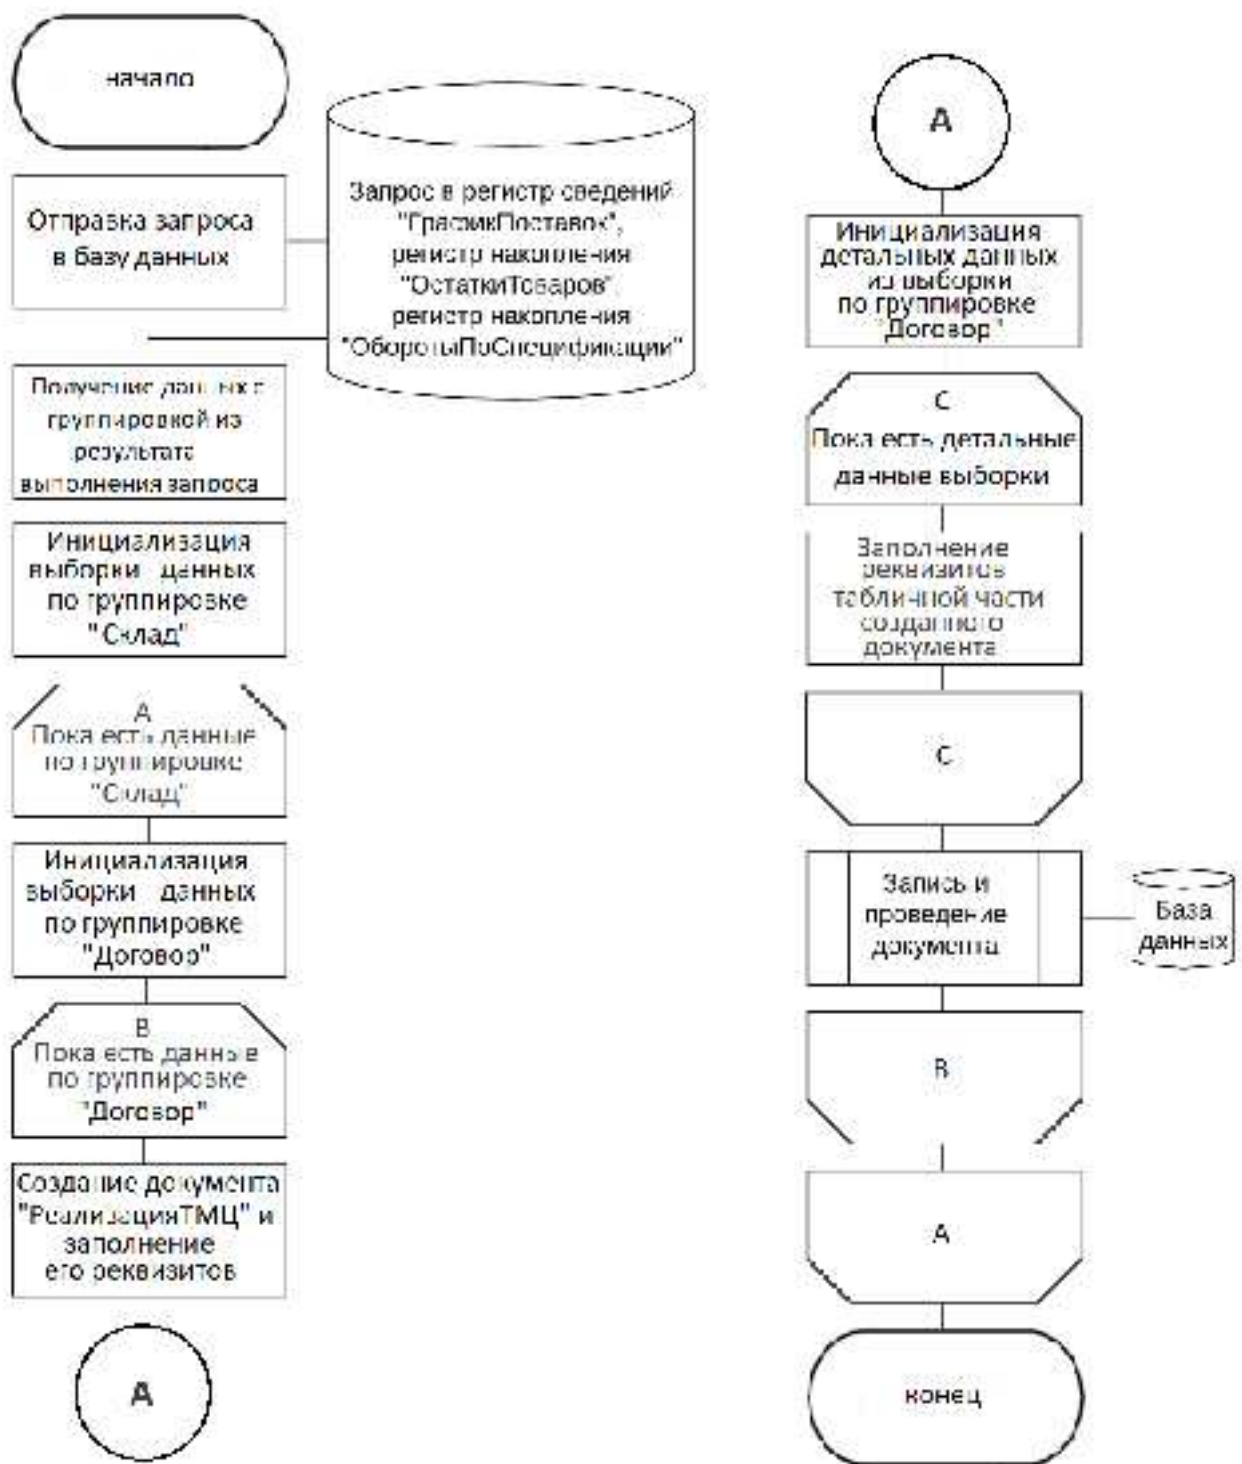 начало
Отправка запроса
в базу данных
Запрос в регистр сведений
"ГрафикПоставок",
регистр накопления
"ОстаткиТоваров",
регистр накопления
"ОборотыПоСпецификации"
Получение данных с
группировкой из
результата
выполнения запроса
Инициализация
выборки данных
по группировке
"Склад"
А
Пока есть данные
по группировке
"Склад"
Инициализация
выборки данных
по группировке
"Договор"
В
Пока есть данные
по группировке
"Договор"
Создание документа
"РеализацияТМЦ" и
заполнение
его реквизитов
А
А
Инициализация
детальных данных
из выборки
по группировке
"Договор"
С
Пока есть детальные
данные выборки
Заполнение
реквизитов
табличной части
созданного
документа
С
Запись и
проведение
документа
База
данных
В
А
конец